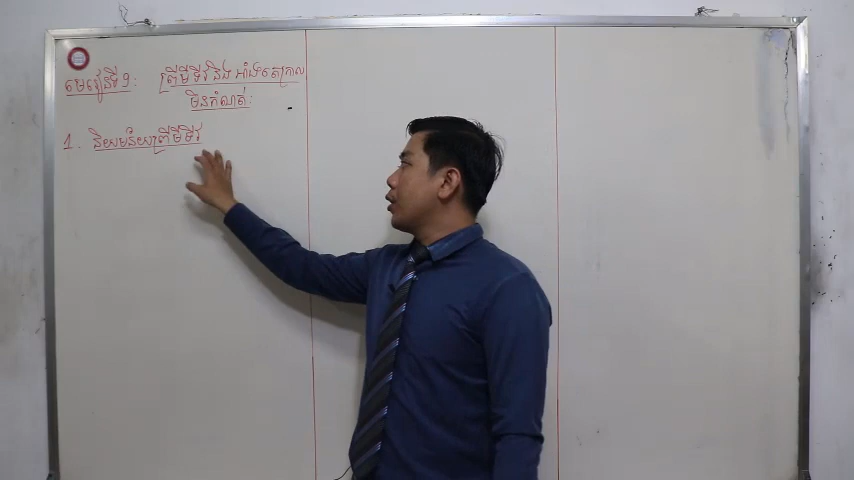 មេរៀនទី១: ព្រីមីទីវ និង អាំងតេក្រាល
មិនកំណត់:
1. និយមន័យព្រីមីទីវ